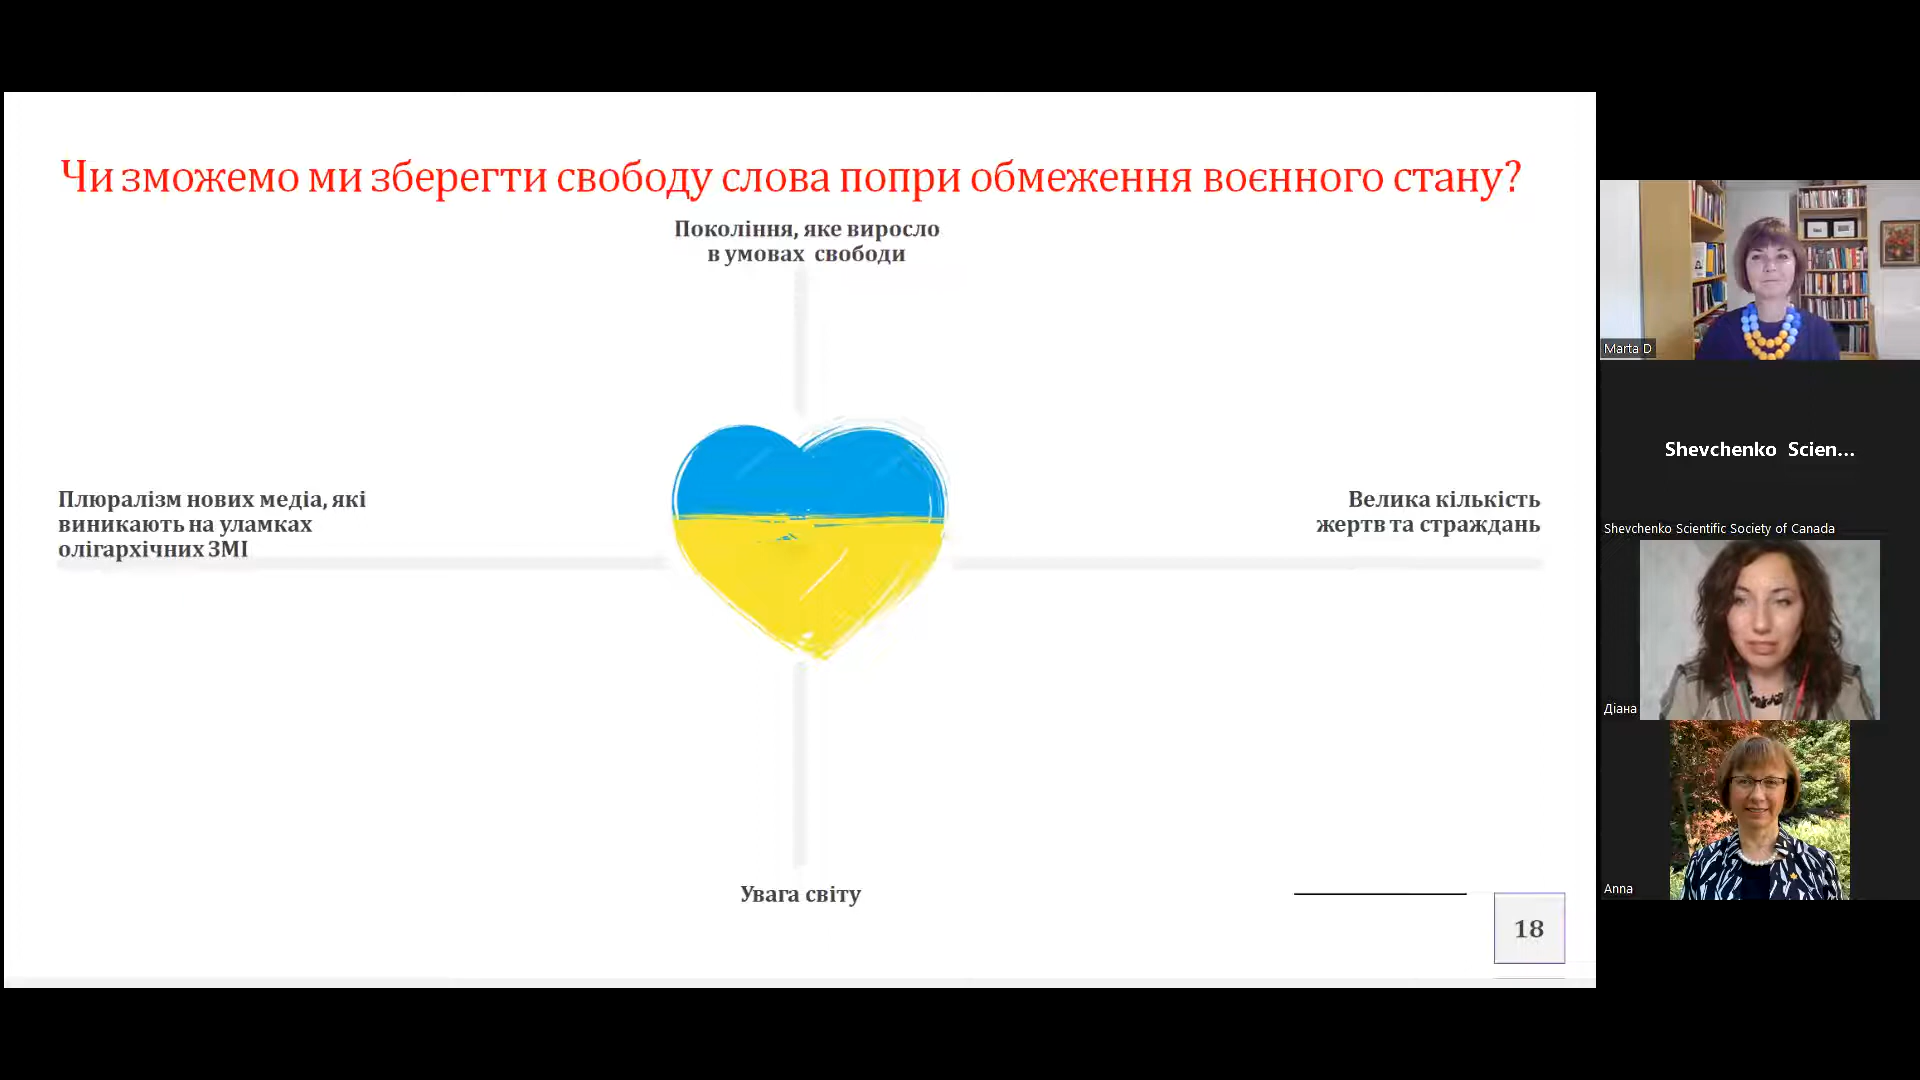 Чи зможемо ми зберегти свободу слова попри обмеження воєнного стану?
Покоління, яке виросло
в умовах свободи
Плюралізм нових медіа, які
виникають на уламках
олігархічних ЗМІ
Велика кількість
жертв та страждань
Увага світу
18
Marta D
Shevchenko Scien...
Shevchenko Scientific Society of Canada
Діана
Anna